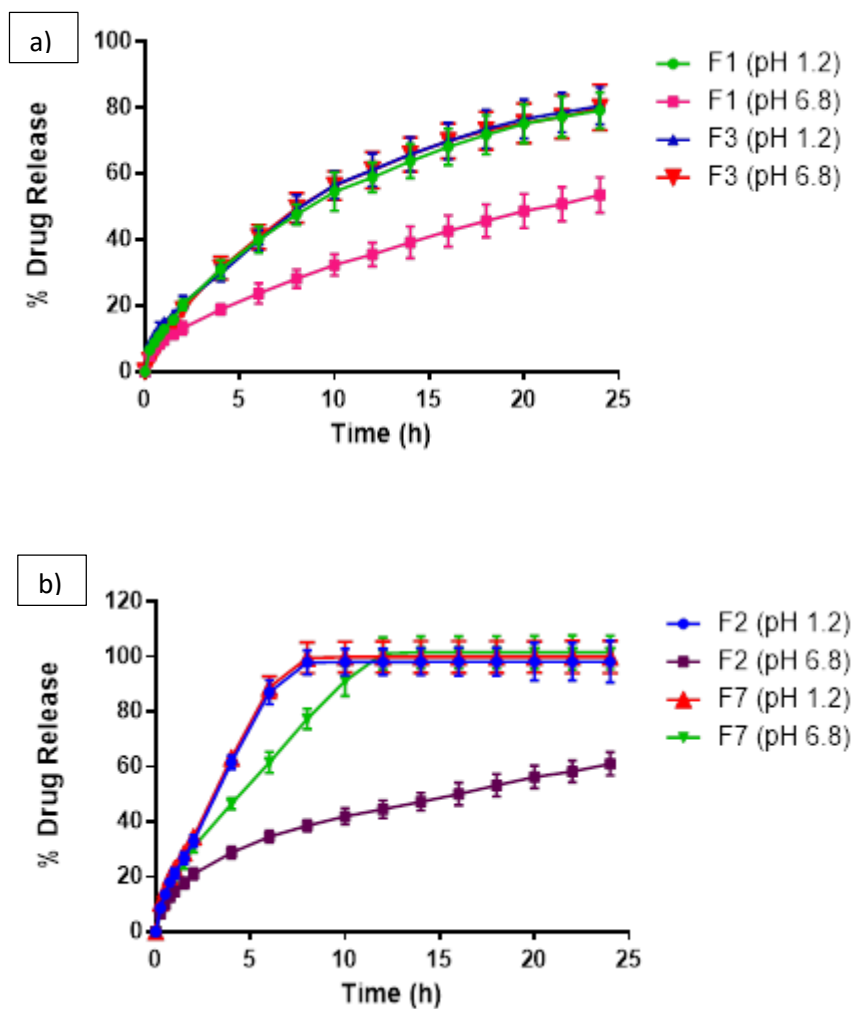 a)
100
80
60
40
20
0
% Drug Release
0 5 10 15 20 25
Time (h)
F1 (pH 1.2)
F1 (pH 6.8)
F3 (pH 1.2)
F3 (pH 6.8)
b)
120
100
80
60
40
20
0
% Drug Release
0 5 10 15 20 25
Time (h)
F2 (pH 1.2)
F2 (pH 6.8)
F7 (pH 1.2)
F7 (pH 6.8)